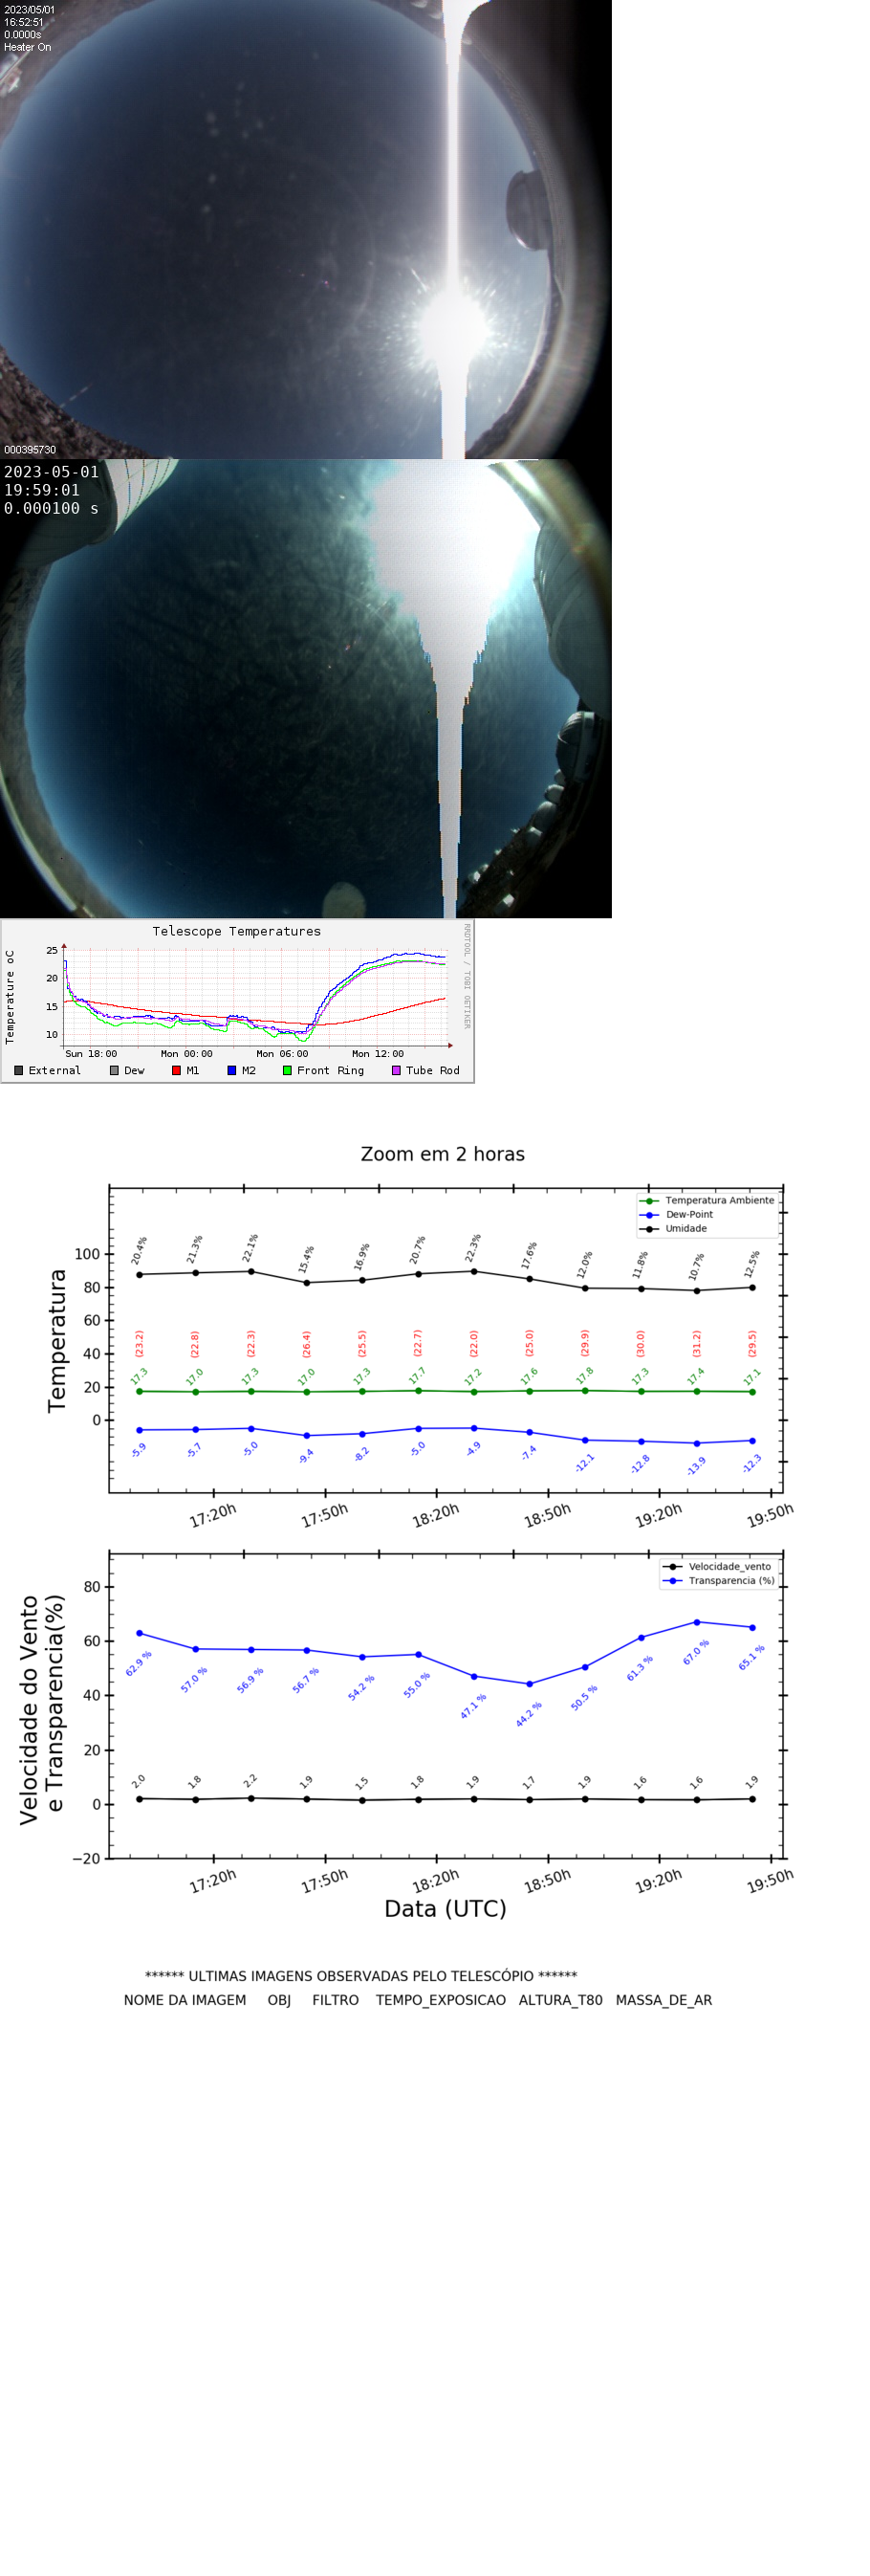 2023/05/01
16:52:51
0.0000s
Heater On
000395730
2023-05-01
19:59:01
0.000100 s
Telescope Temperatures
RRDTOOL / TOBI OETIKER
Temperature oC
25
20
15
10
Sun 18:00 Mon 00:00 Mon 06:00 Mon 12:00
External Dew M1 M2 Front Ring Tube Rod
Zoom em 2 horas
Temperatura
Temperatura Ambiente
Dew-Point
Umidade
100
80
60
40
20
0
20.4% 21.3% 22.1% 15.4% 16.9% 20.7% 22.3% 17.6% 12.0% 11.8% 10.7% 12.5%
(23.2) (22.8) (22.3) (26.4) (25.5) (22.7) (22.0) (25.0) (29.9) (30.0) (31.2) (29.5)
17.3 17.0 17.3 17.0 17.3 17.7 17.2 17.6 17.8 17.3 17.4 17.1
-5.9 -5.7 -5.0 -9.4 -8.2 -5.0 -4.9 -7.4 -12.1 -12.8 -13.9 -12.3
17:20h 17:50h 18:20h 18:50h 19:20h 19:50h
Velocidade do Vento
e Transparencia(%)
Velocidade_vento
Transparencia (%)
80
60
40
20
0
−20
62.9 % 57.0 % 56.9 % 56.7 % 54.2 % 55.0 % 47.1 % 44.2 % 50.5 % 61.3 % 67.0 % 65.1 %
2.0 1.8 2.2 1.9 1.5 1.8 1.9 1.7 1.9 1.6 1.6 1.9
17:20h 17:50h 18:20h 18:50h 19:20h 19:50h
Data (UTC)
****** ULTIMAS IMAGENS OBSERVADAS PELO TELESCÓPIO ******
NOME DA IMAGEM OBJ FILTRO TEMPO_EXPOSICAO ALTURA_T80 MASSA_DE_AR